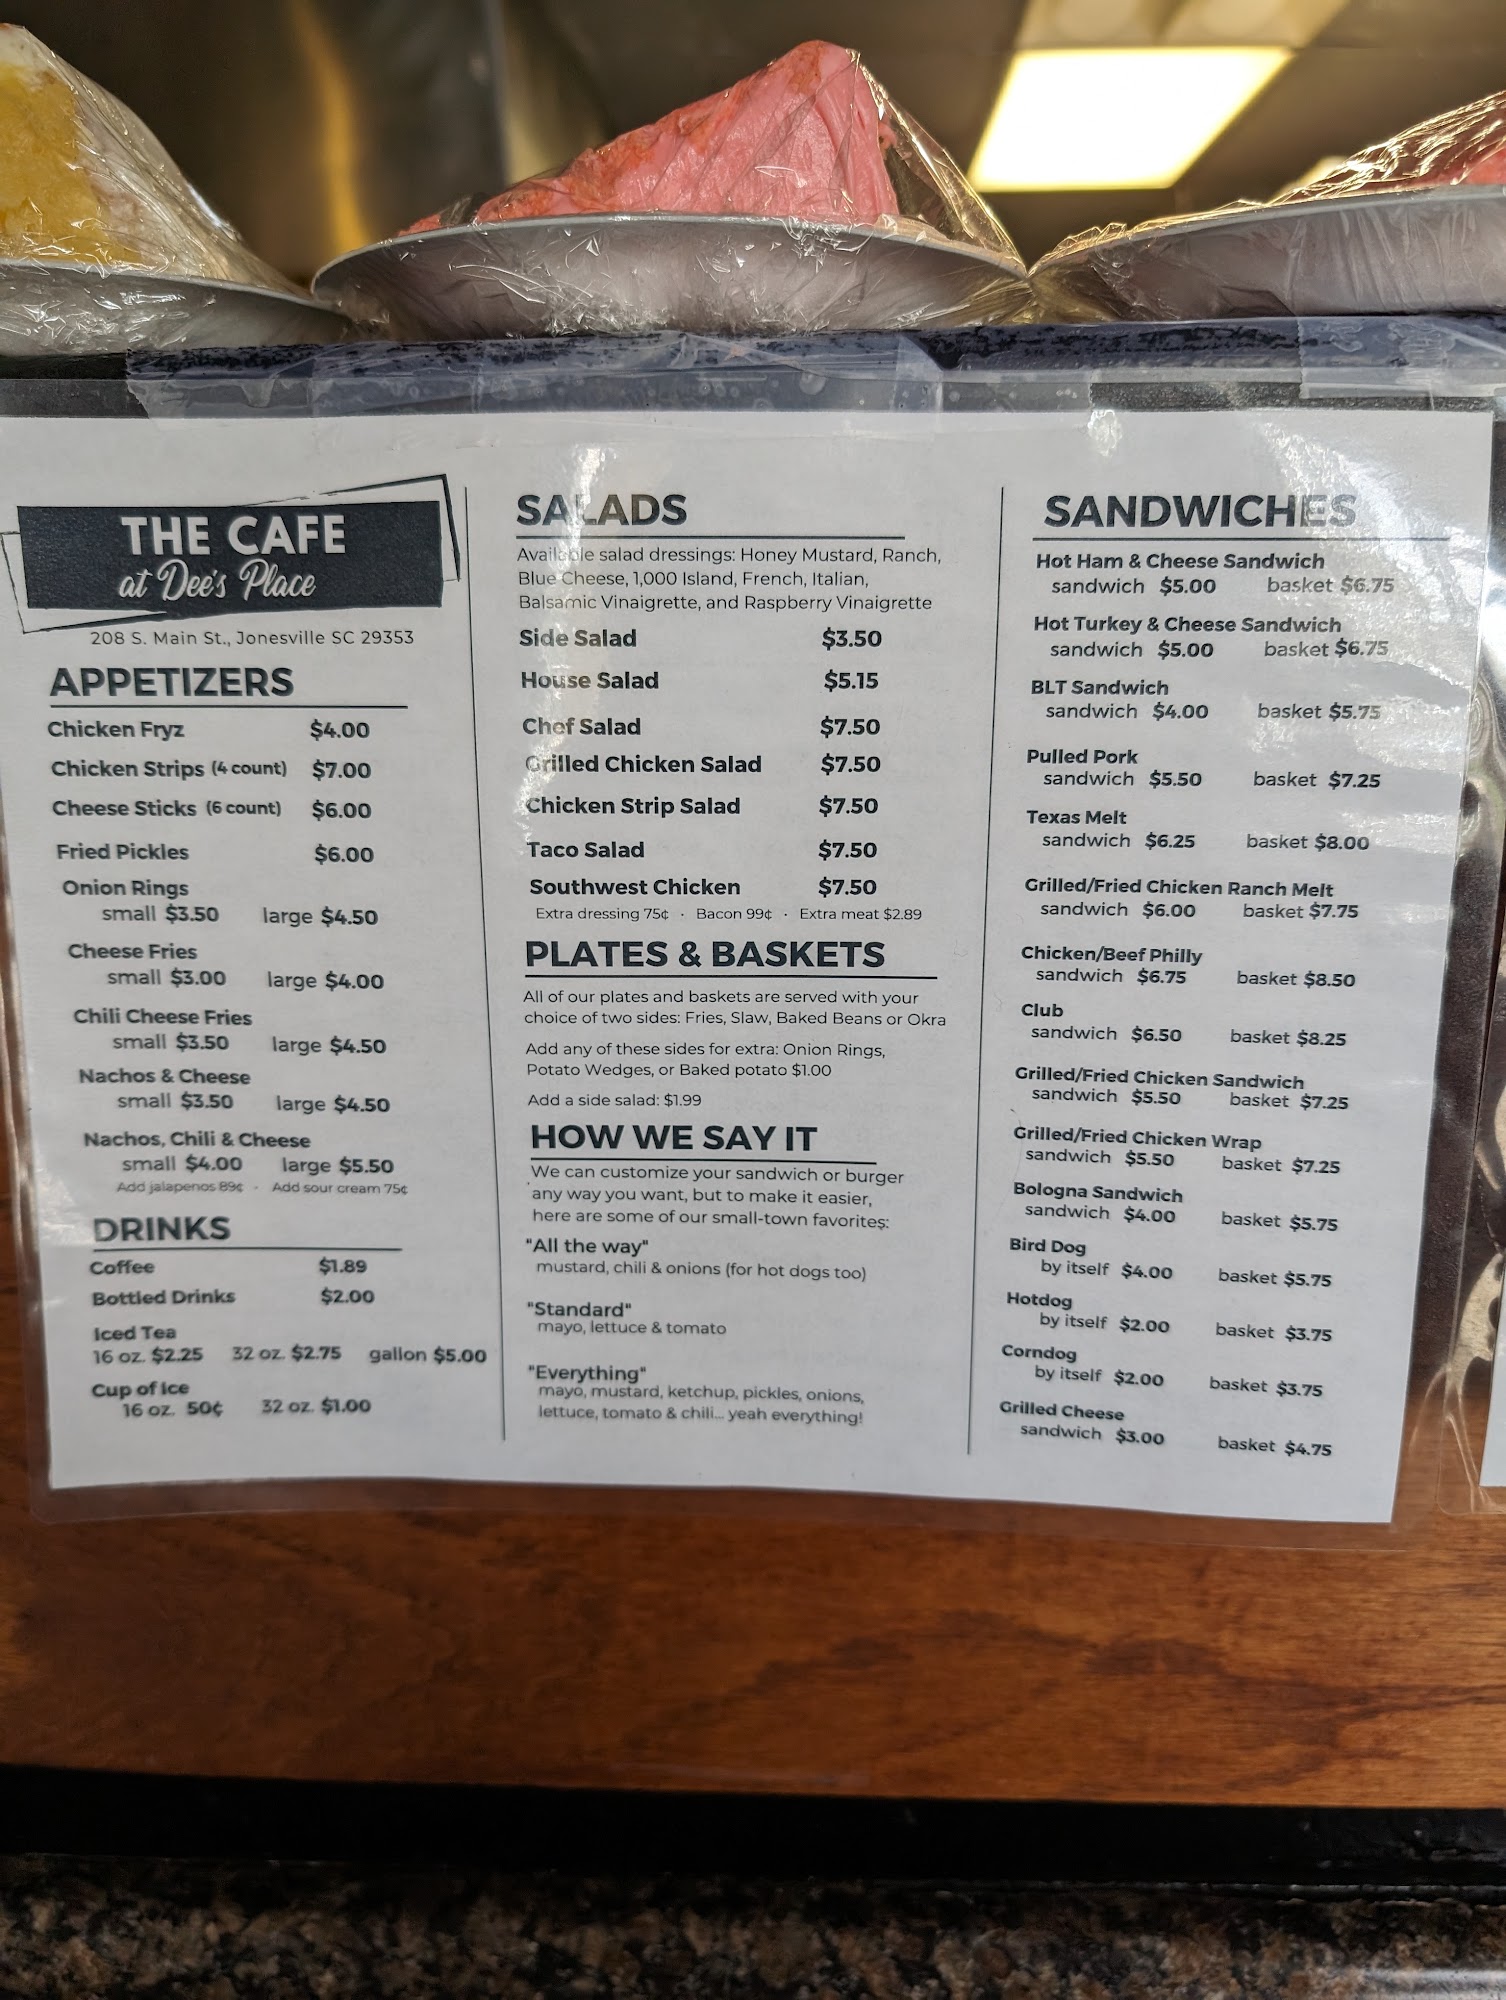 THE CAFE
at Dee's Place
208 S. Main St., Jonesville SC 29353
APPETIZERS
Chicken Fryz $4.00
Chicken Strips (4 count) $7.00
Cheese Sticks (6 count) $6.00
Fried Pickles $6.00
Onion Rings
small $3.50 large $4.50
Cheese Fries
small $3.00 large $4.00
Chili Cheese Fries
small $3.50 large $4.50
Nachos & Cheese
small $3.50 large $4.50
Nachos, Chili & Cheese
small $4.00 large $5.50
Add jalapenos 89¢ · Add sour cream 75¢
DRINKS
Coffee $1.89
Bottled Drinks $2.00
Iced Tea
16 oz. $2.25 32 oz. $2.75 gallon $5.00
Cup of Ice
16 oz. 50¢ 32 oz. $1.00
SALADS
Available salad dressings: Honey Mustard, Ranch,
Blue Cheese, 1,000 Island, French, Italian,
Balsamic Vinaigrette, and Raspberry Vinaigrette
Side Salad $3.50
House Salad $5.15
Chef Salad $7.50
Grilled Chicken Salad $7.50
Chicken Strip Salad $7.50
Taco Salad $7.50
Southwest Chicken $7.50
Extra dressing 75¢ · Bacon 99¢ · Extra meat $2.89
PLATES & BASKETS
All of our plates and baskets are served with your
choice of two sides: Fries, Slaw, Baked Beans or Okra
Add any of these sides for extra: Onion Rings,
Potato Wedges, or Baked potato $1.00
Add a side salad: $1.99
HOW WE SAY IT
We can customize your sandwich or burger
any way you want, but to make it easier,
here are some of our small-town favorites:
"All the way"
mustard, chili & onions (for hot dogs too)
"Standard"
mayo, lettuce & tomato
"Everything"
mayo, mustard, ketchup, pickles, onions,
lettuce, tomato & chili... yeah everything!
SANDWICHES
Hot Ham & Cheese Sandwich
sandwich $5.00 basket $6.75
Hot Turkey & Cheese Sandwich
sandwich $5.00 basket $6.75
BLT Sandwich
sandwich $4.00 basket $5.75
Pulled Pork
sandwich $5.50 basket $7.25
Texas Melt
sandwich $6.25 basket $8.00
Grilled/Fried Chicken Ranch Melt
sandwich $6.00 basket $7.75
Chicken/Beef Philly
sandwich $6.75 basket $8.50
Club
sandwich $6.50 basket $8.25
Grilled/Fried Chicken Sandwich
sandwich $5.50 basket $7.25
Grilled/Fried Chicken Wrap
sandwich $5.50 basket $7.25
Bologna Sandwich
sandwich $4.00 basket $5.75
Bird Dog
by itself $4.00 basket $5.75
Hotdog
by itself $2.00 basket $3.75
Corndog
by itself $2.00 basket $3.75
Grilled Cheese
sandwich $3.00 basket $4.75